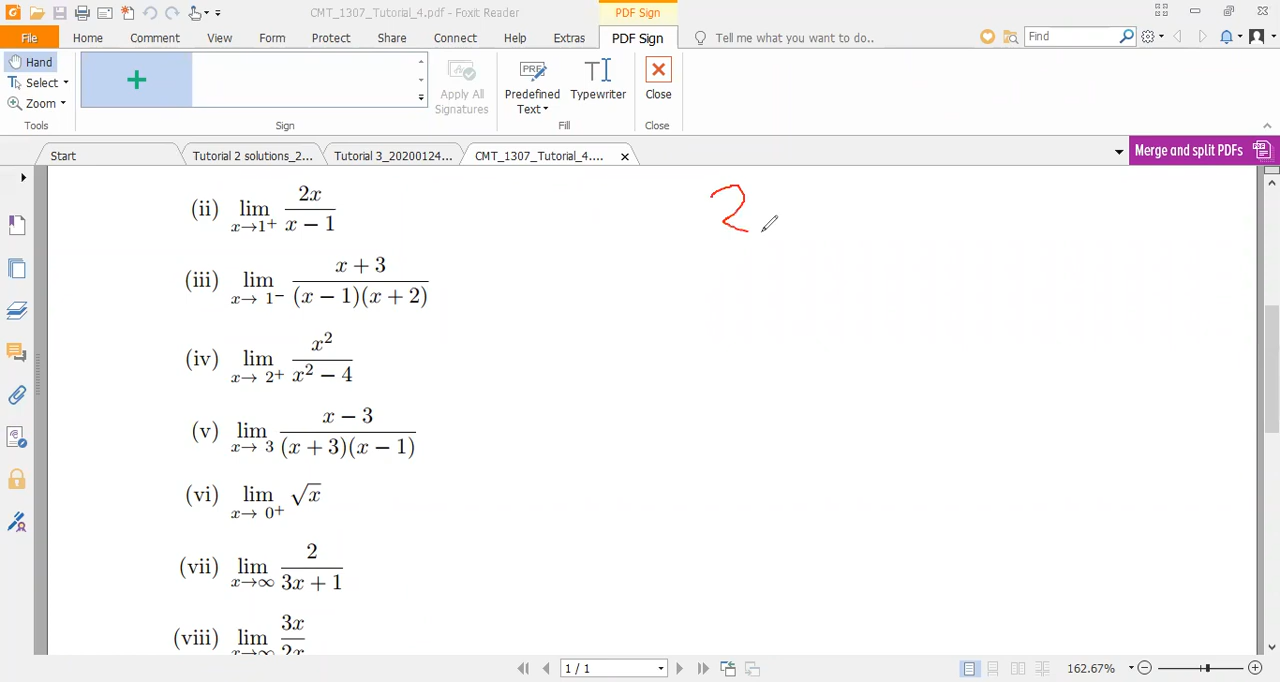 CMT_1307_Tutorial_4.pdf - Foxit Reader
PDF Sign
File Home Comment View Form Protect Share Connect Help Extras PDF Sign Tell me what you want to do.. Find
Hand
Select
Zoom
Tools
Apply All Signatures
Sign
Predefined Text
Typewriter
Fill
Close
Close
Start
Tutorial 2 solutions_2...
Tutorial 3_20200124...
CMT_1307_Tutorial_4....
Merge and split PDFs
(ii) lim x→1⁺ 2x / (x − 1)
2
(iii) lim x→ 1⁻ (x + 3) / ((x − 1)(x + 2))
(iv) lim x→ 2⁺ x² / (x² − 4)
(v) lim x→ 3 (x − 3) / ((x + 3)(x − 1))
(vi) lim x→ 0⁺ √x
(vii) lim x→∞ 2 / (3x + 1)
(viii) lim x→∞ 3x / 2x
1 / 1
162.67%